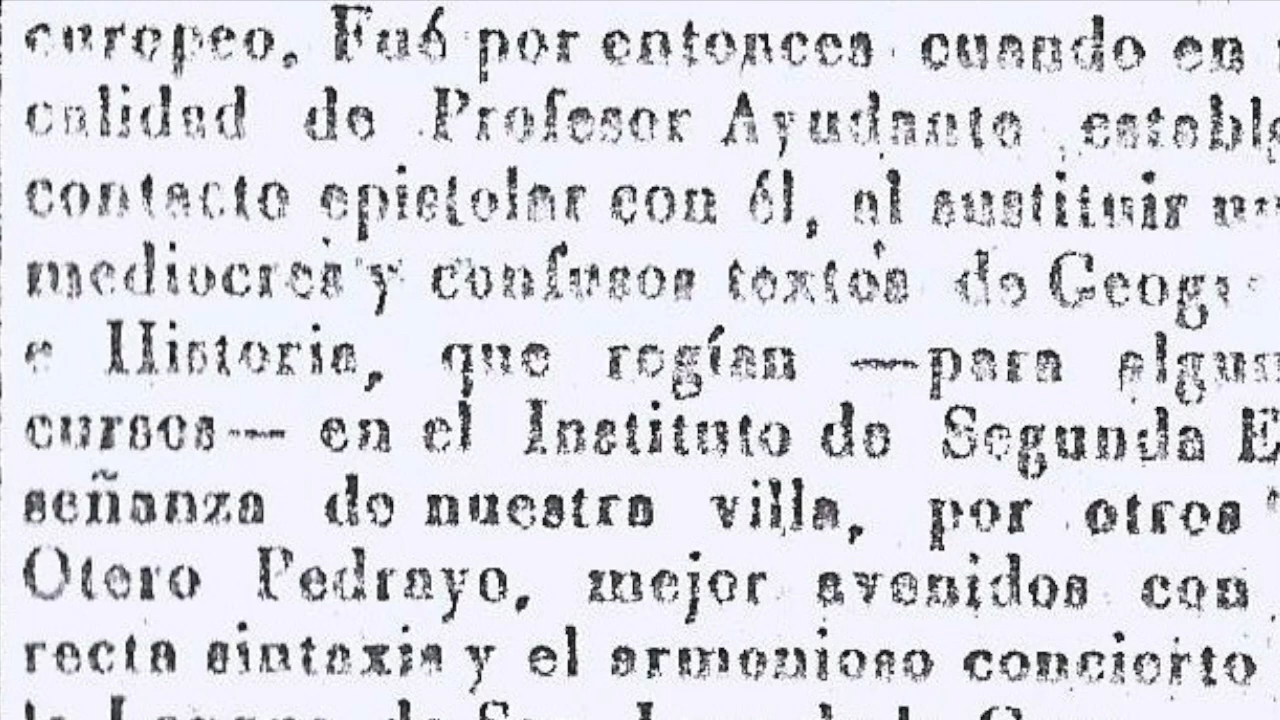 europeo. Fué por entonces cuando en
calidad de Profesor Ayudante establ
contacto epistolar con él, al sustituir
mediocres y confusos textos de Geog
e Historia, que regían —para algun
cursos— en el Instituto de Segunda E
señanza de nuestra villa, por otros
Otero Pedrayo, mejor avenidos con
recta sintaxis y el armonioso concierto